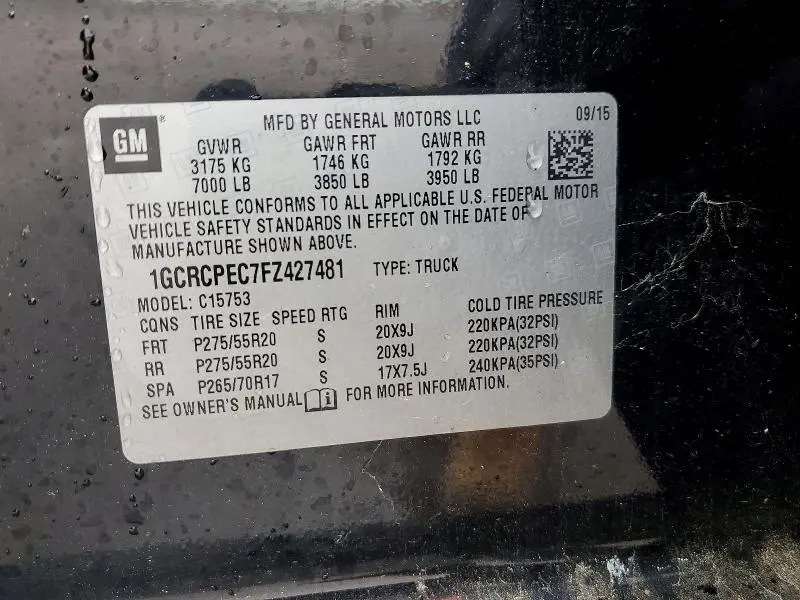 GM
MFD BY GENERAL MOTORS LLC 09/15
GVWR GAWR FRT GAWR RR
3175 KG 1746 KG 1792 KG
7000 LB 3850 LB 3950 LB
THIS VEHICLE CONFORMS TO ALL APPLICABLE U.S. FEDERAL MOTOR
VEHICLE SAFETY STANDARDS IN EFFECT ON THE DATE OF
MANUFACTURE SHOWN ABOVE.
1GCRCPEC7FZ427481 TYPE: TRUCK
MODEL: C15753
CQNS TIRE SIZE SPEED RTG RIM COLD TIRE PRESSURE
FRT P275/55R20 S 20X9J 220KPA(32PSI)
RR P275/55R20 S 20X9J 220KPA(32PSI)
SPA P265/70R17 S 17X7.5J 240KPA(35PSI)
SEE OWNER'S MANUAL FOR MORE INFORMATION.